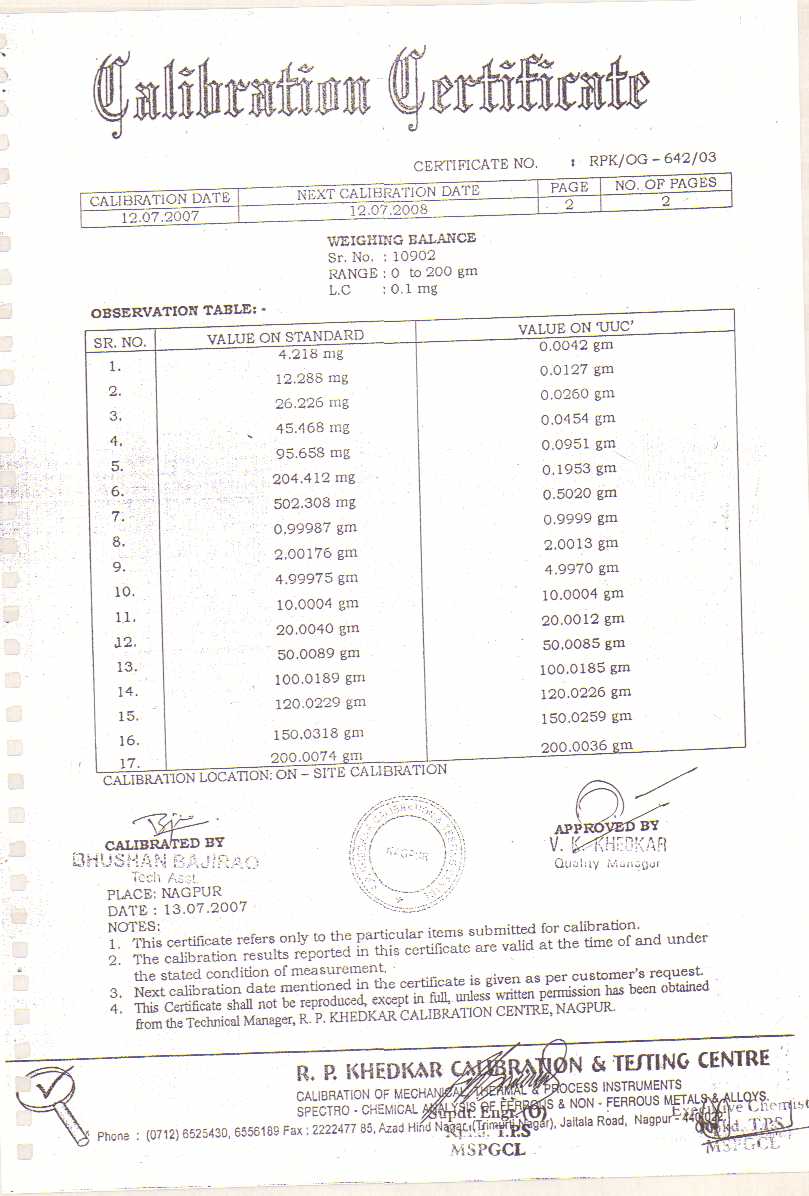 Calibration Certificate
CERTIFICATE NO. : RPK/OG – 642/03
CALIBRATION DATE NEXT CALIBRATION DATE PAGE NO. OF PAGES
12.07.2007 12.07.2008 2 2
WEIGHING BALANCE
Sr. No. : 10902
RANGE : 0 to 200 gm
L.C : 0.1 mg
OBSERVATION TABLE: -
SR. NO. VALUE ON STANDARD VALUE ON 'UUC'
1. 4.218 mg 0.0042 gm
2. 12.288 mg 0.0127 gm
3. 26.226 mg 0.0260 gm
4. 45.468 mg 0.0454 gm
5. 95.658 mg 0.0951 gm
6. 204.412 mg 0.1953 gm
7. 502.308 mg 0.5020 gm
8. 0.99987 gm 0.9999 gm
9. 2.00176 gm 2.0013 gm
10. 4.99975 gm 4.9970 gm
11. 10.0004 gm 10.0004 gm
12. 20.0040 gm 20.0012 gm
13. 50.0089 gm 50.0085 gm
14. 100.0189 gm 100.0185 gm
15. 120.0229 gm 120.0226 gm
16. 150.0318 gm 150.0259 gm
17. 200.0074 gm 200.0036 gm
CALIBRATION LOCATION: ON – SITE CALIBRATION
CALIBRATED BY APPROVED BY
BHUSHAN BAJIRAO V. K. KHEDKAR
Tech Asst. Quality Manager
NAGPUR
PLACE: NAGPUR
DATE : 13.07.2007
NOTES:
1. This certificate refers only to the particular items submitted for calibration.
2. The calibration results reported in this certificate are valid at the time of and under
the stated condition of measurement.
3. Next calibration date mentioned in the certificate is given as per customer's request.
4. This Certificate shall not be reproduced, except in full, unless written permission has been obtained
from the Technical Manager, R. P. KHEDKAR CALIBRATION CENTRE, NAGPUR.
R. P. KHEDKAR CALIBRATION & TESTING CENTRE
CALIBRATION OF MECHANICAL, THERMAL & PROCESS INSTRUMENTS
SPECTRO - CHEMICAL ANALYSIS OF FERROUS & NON - FERROUS METALS & ALLOYS.
Supdt. Engr. (O) Executive Chemist
Phone : (0712) 6525430, 6556189 Fax : 2222477 85, Azad Hind Nagar, (Trimurti Nagar), Jaitala Road, Nagpur - 440022
T.P.S T.P.S
MSPGCL MSPGCL